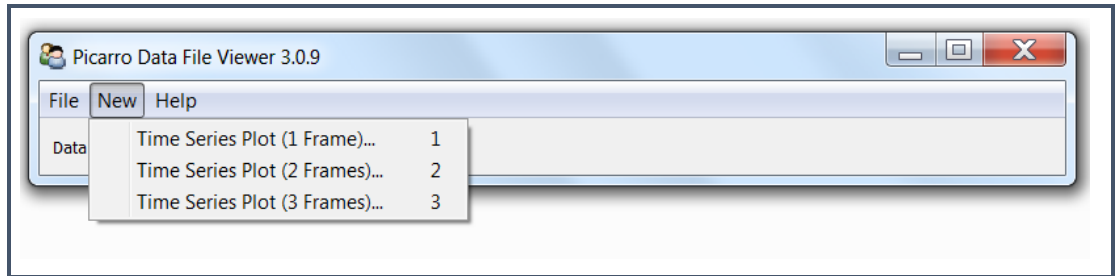 Picarro Data File Viewer 3.0.9
File New Help
Data
Time Series Plot (1 Frame)... 1
Time Series Plot (2 Frames)... 2
Time Series Plot (3 Frames)... 3